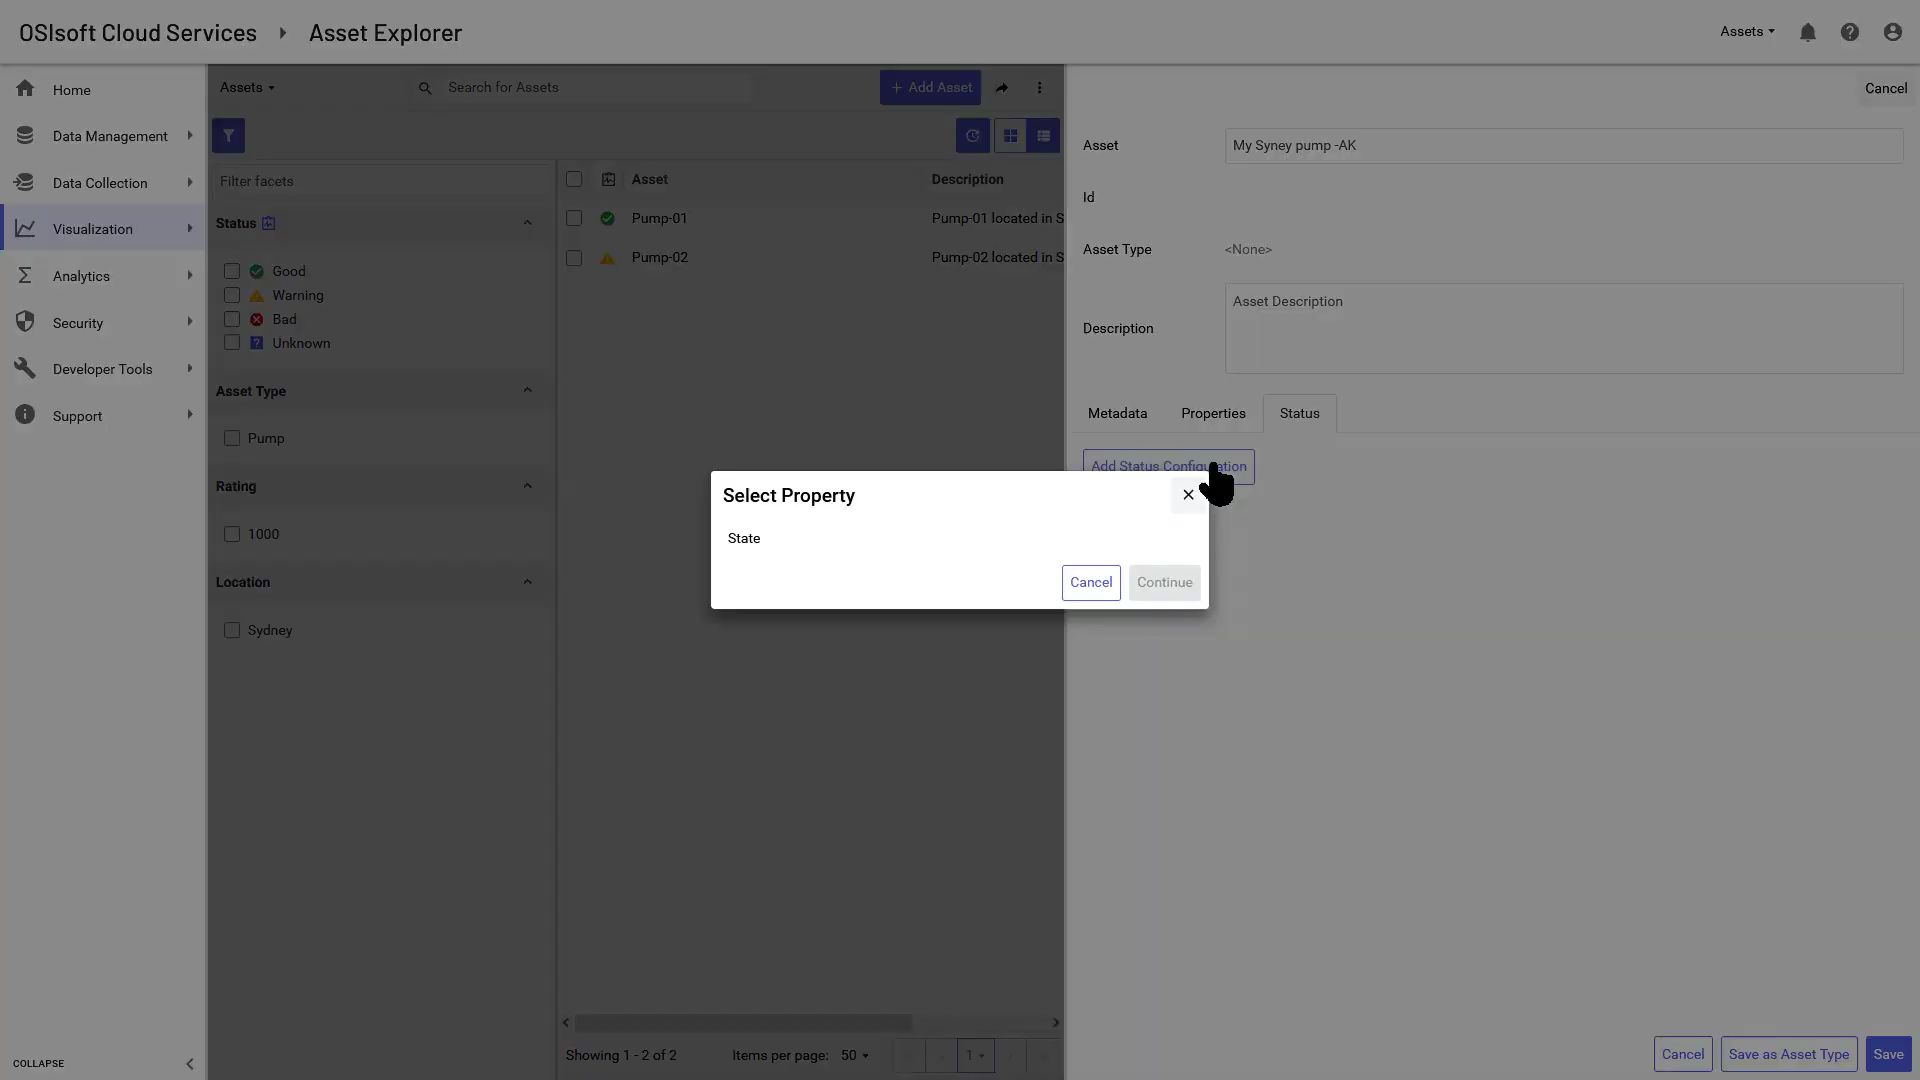 OSIsoft Cloud Services
Asset Explorer
Assets
Home
Data Management
Data Collection
Visualization
Analytics
Security
Developer Tools
Support
COLLAPSE
Assets
Search for Assets
+ Add Asset
Filter facets
Status
Good
Warning
Bad
Unknown
Asset Type
Pump
Rating
1000
Location
Sydney
Asset
Description
Pump-01
Pump-01 located in S
Pump-02
Pump-02 located in S
Showing 1 - 2 of 2
Items per page:
50
1
Cancel
Asset
My Syney pump -AK
Id
Asset Type
<None>
Description
Asset Description
Metadata
Properties
Status
Add Status Configuration
Select Property
State
Cancel
Continue
Cancel
Save as Asset Type
Save